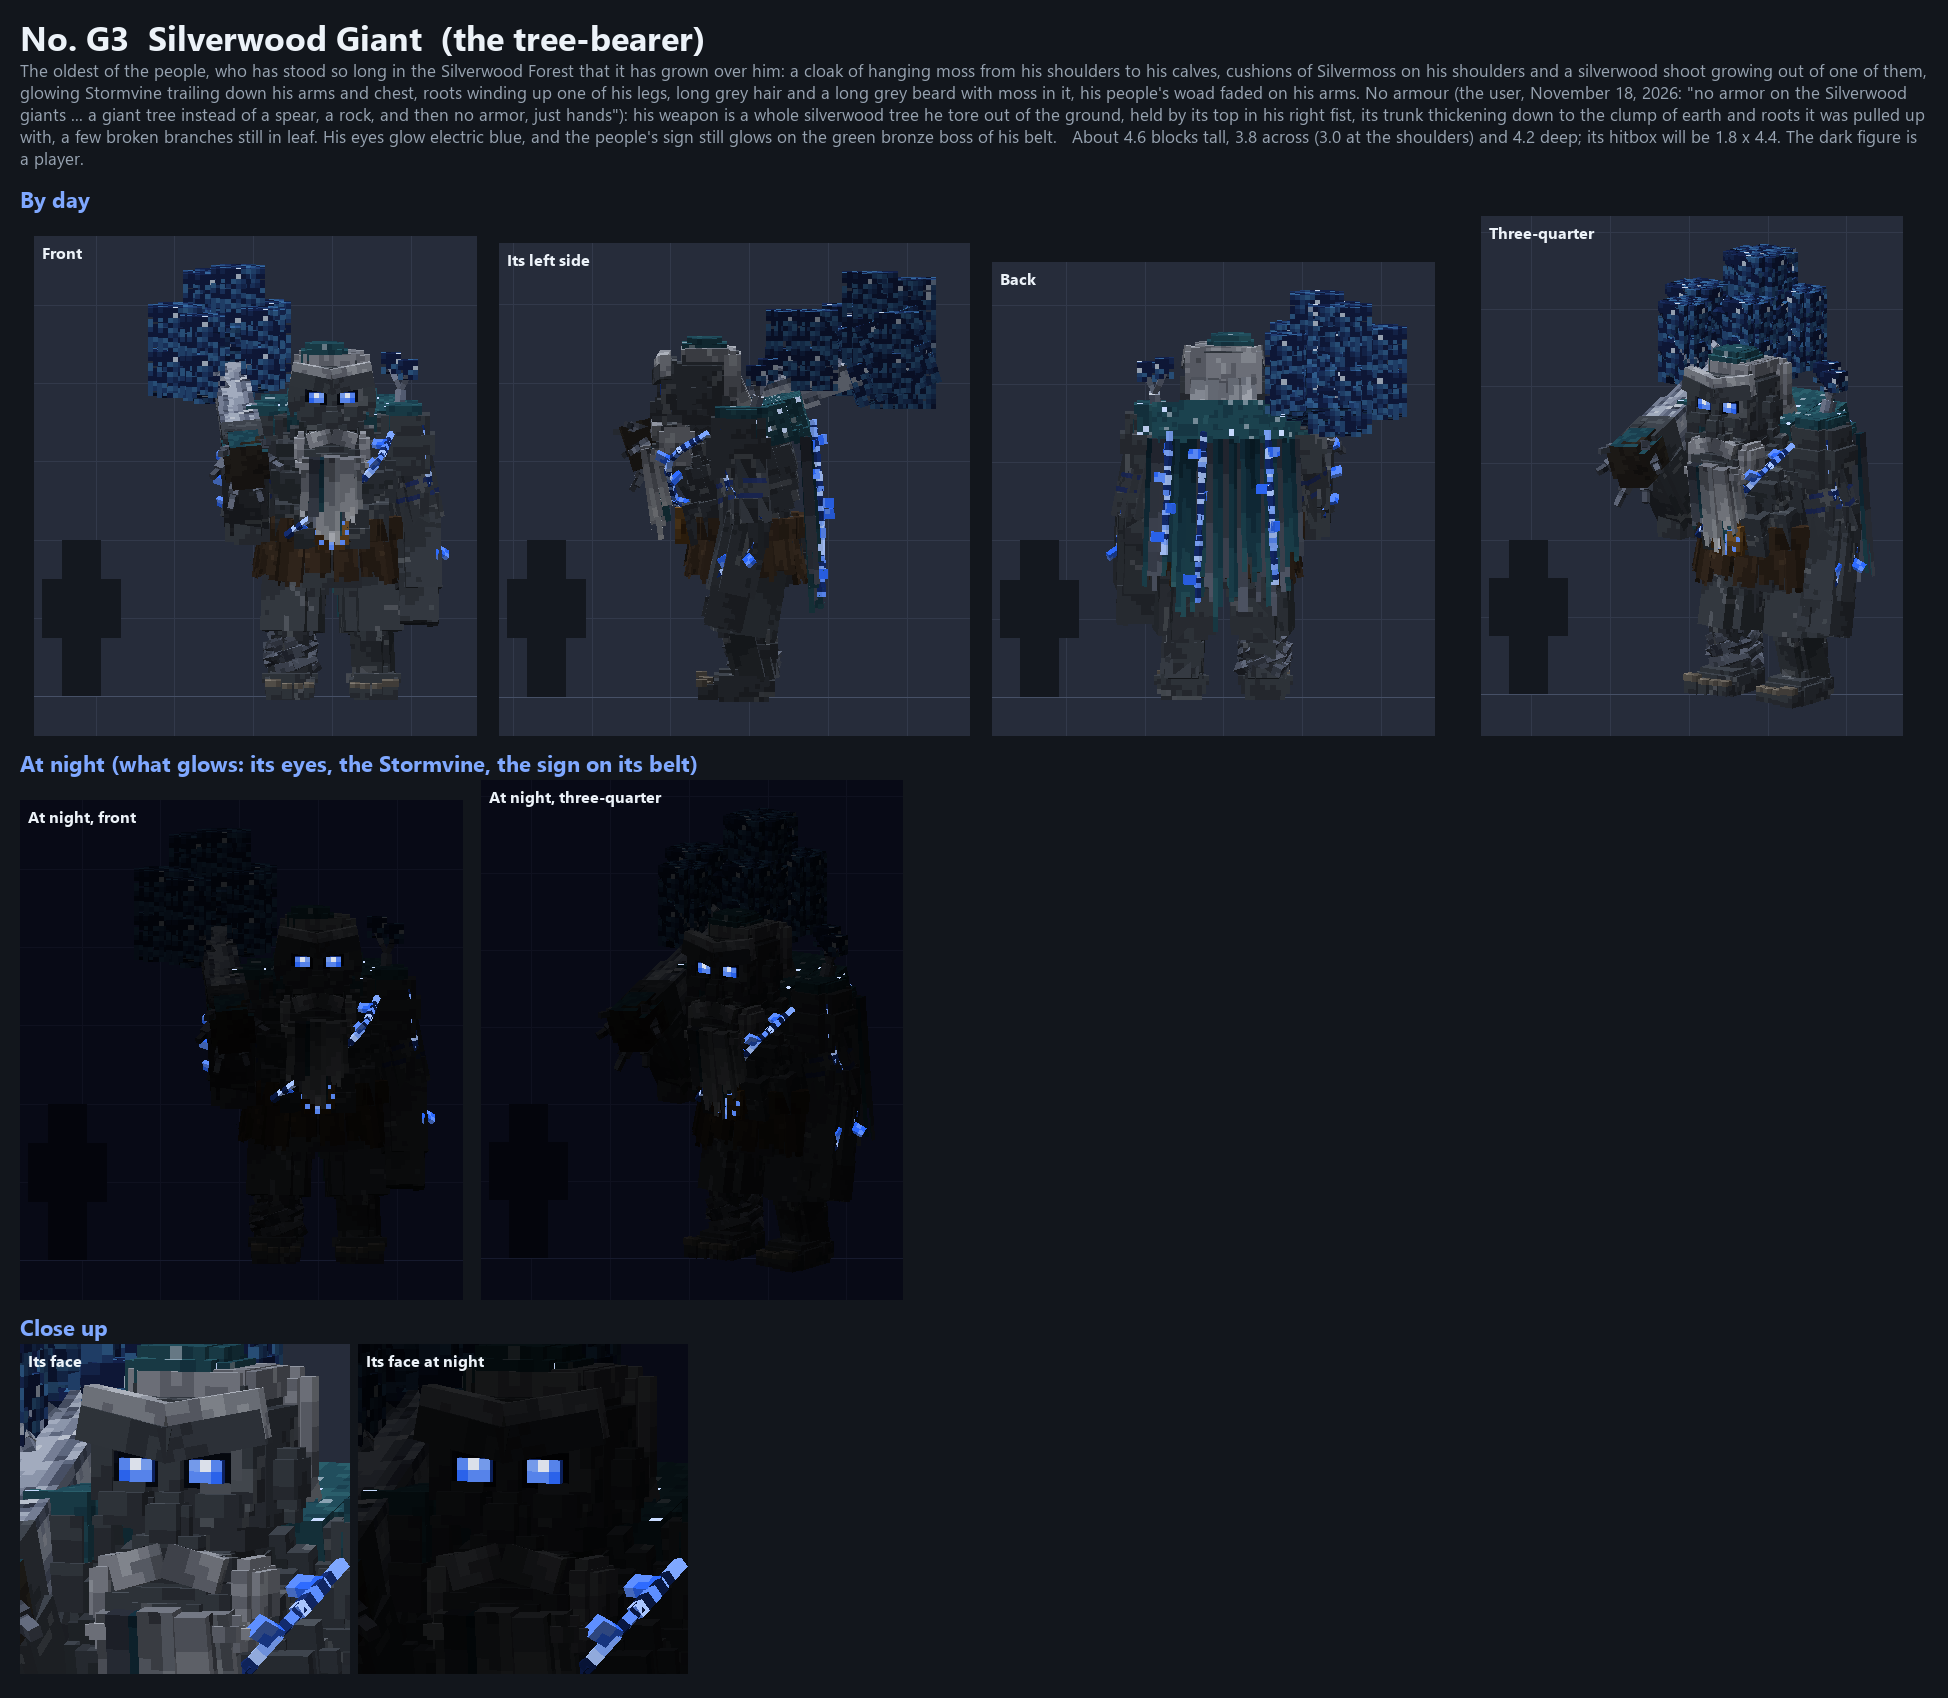 No. G3  Silverwood Giant  (the tree-bearer)
The oldest of the people, who has stood so long in the Silverwood Forest that it has grown over him: a cloak of hanging moss from his shoulders to his calves, cushions of Silvermoss on his shoulders and a silverwood shoot growing out of one of them,
glowing Stormvine trailing down his arms and chest, roots winding up one of his legs, long grey hair and a long grey beard with moss in it, his people's woad faded on his arms. No armour (the user, November 18, 2026: "no armor on the Silverwood
giants ... a giant tree instead of a spear, a rock, and then no armor, just hands"): his weapon is a whole silverwood tree he tore out of the ground, held by its top in his right fist, its trunk thickening down to the clump of earth and roots it was pulled up
with, a few broken branches still in leaf. His eyes glow electric blue, and the people's sign still glows on the green bronze boss of his belt.   About 4.6 blocks tall, 3.8 across (3.0 at the shoulders) and 4.2 deep; its hitbox will be 1.8 x 4.4. The dark figure is
a player.
By day
Front
Its left side
Back
Three-quarter
At night (what glows: its eyes, the Stormvine, the sign on its belt)
At night, front
At night, three-quarter
Close up
Its face
Its face at night